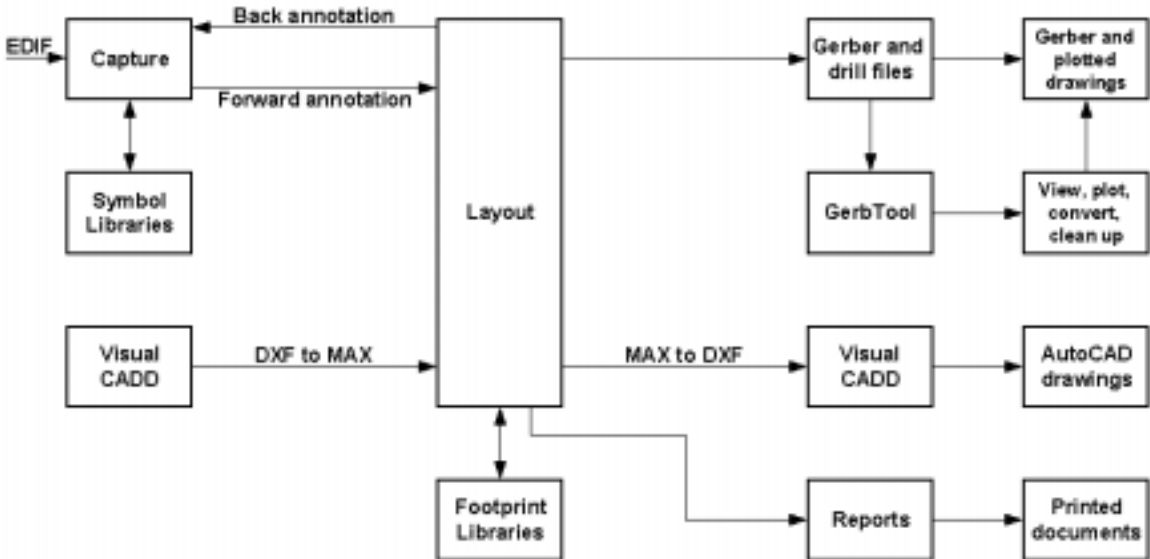 Back annotation
EDIF
Capture
Forward annotation
Symbol
Libraries
Visual
CADD
DXF to MAX
Layout
Footprint
Libraries
MAX to DXF
Gerber and
drill files
Gerber and
plotted
drawings
GerbTool
View, plot,
convert,
clean up
Visual
CADD
AutoCAD
drawings
Reports
Printed
documents